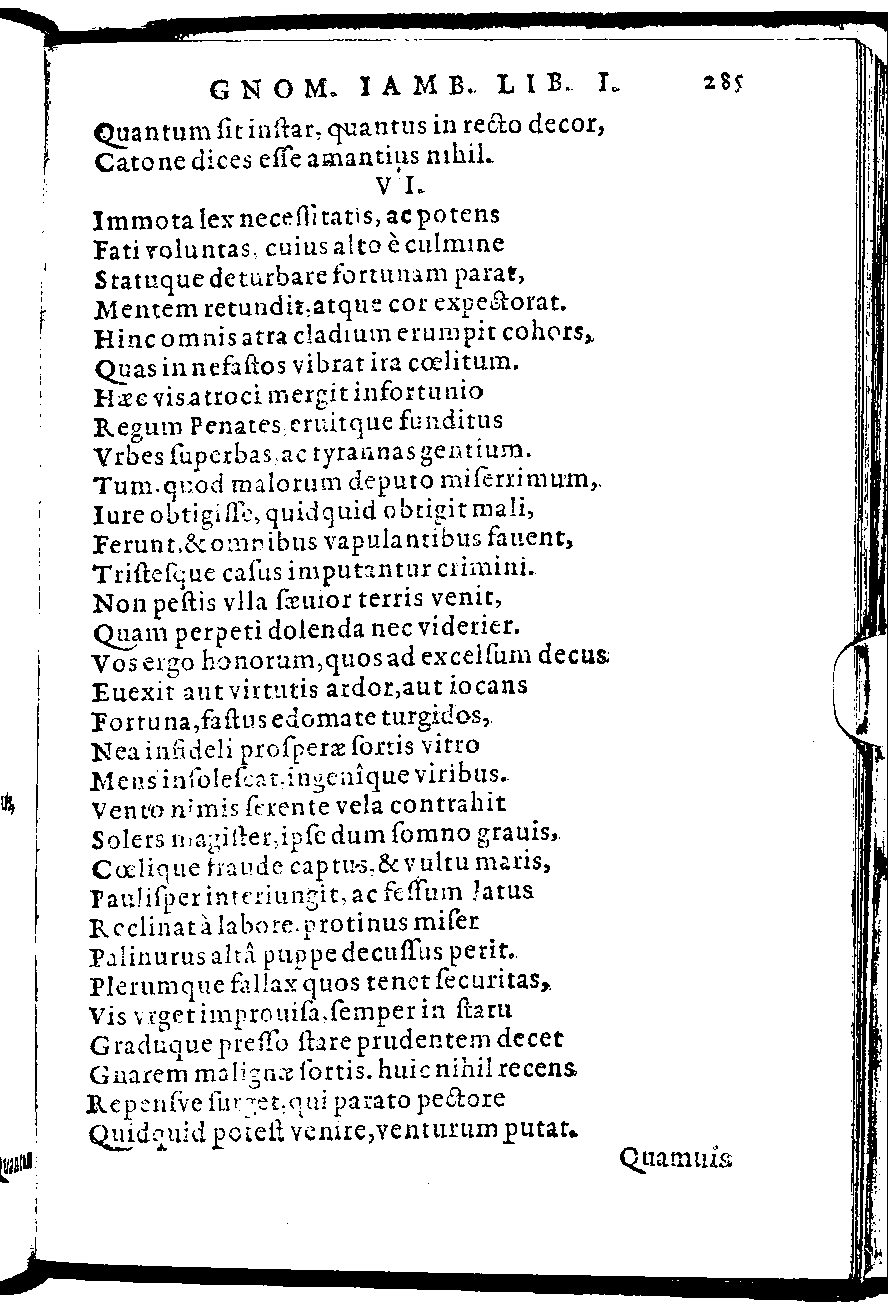 GNOM. IAMB. LIB. I. 285
Quantum ſit inſtar, quantus in recto decor,
Catone dices eſſe amantius nihil.
VI.
Immota lex neceſſitatis, ac potens
Fati voluntas, cuius alto è culmine
Statuque deturbare fortunam parat,
Mentem retundit, atque cor expectorat.
Hinc omnis atra cladium erumpit cohors,
Quas in nefaſtos vibrat ira cœlitum.
Hæc vis atroci mergit infortunio
Regum Penates, eruitque funditus
Vrbes ſuperbas, ac tyrannas gentium.
Tum, quod malorum deputo miſerrimum,
Iure obtigiſſe, quidquid obtigit mali,
Ferunt, & omnibus vapulantibus fauent,
Triſteſque caſus imputantur crimini.
Non peſtis vlla ſæuior terris venit,
Quam perpeti dolenda nec viderier.
Vos ergo honorum, quos ad excelſum decus
Euexit aut virtutis ardor, aut iocans
Fortuna, faſtus edomate turgidos,
Nea infideli proſperæ ſortis vitro
Mens inſoleſcat, ingenîque viribus.
Vento nimis ferente vela contrahit
Solers magiſter, ipſe dum ſomno grauis,
Cœlique fraude captus, & vultu maris,
Pauliſper interiungit, ac feſſum latus
Reclinat à labore. protinus miſer
Palinurus altâ puppe decuſſus perit.
Plerumque fallax quos tenet ſecuritas,
Vis vrget improuiſa, ſemper in ſtatu
Graduque preſſo ſtare prudentem decet
Gnarem malignæ ſortis. huic nihil recens
Repenſve ſurget, qui parato pectore
Quidquid poteſt venire, venturum putat.
Quamuis